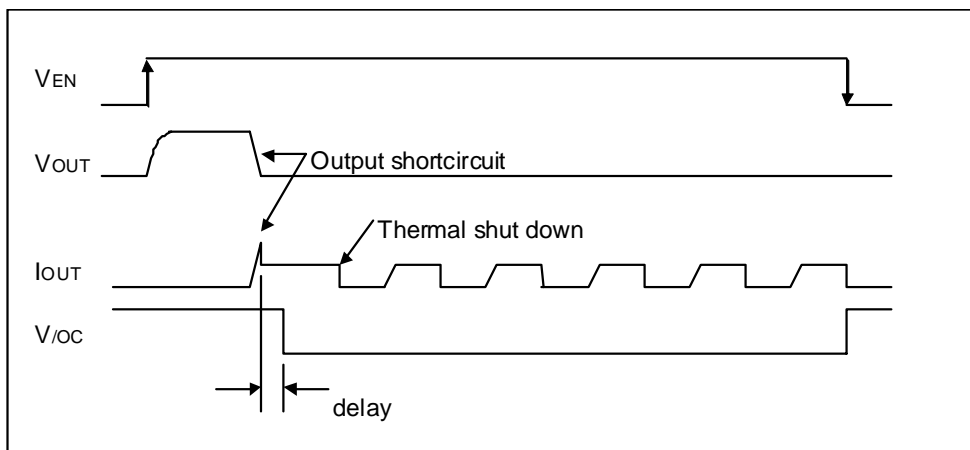 VEN
VOUT
Output shortcircuit
Thermal shut down
IOUT
V/OC
delay